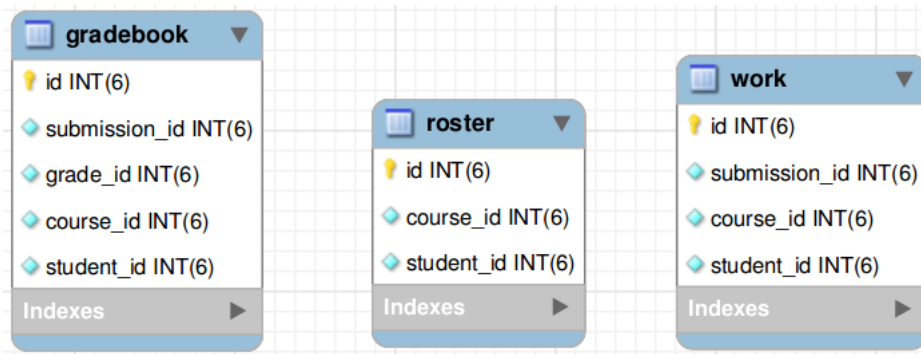 gradebook
id INT(6)
submission_id INT(6)
grade_id INT(6)
course_id INT(6)
student_id INT(6)
Indexes
roster
id INT(6)
course_id INT(6)
student_id INT(6)
Indexes
work
id INT(6)
submission_id INT(6)
course_id INT(6)
student_id INT(6)
Indexes